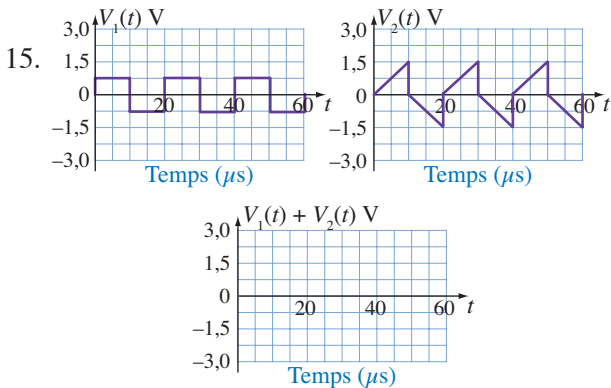 15.
V₁(t) V
3,0
1,5
0
–1,5
–3,0
20
40
60
t
Temps (µs)
V₂(t) V
3,0
1,5
0
–1,5
–3,0
20
40
60
t
Temps (µs)
V₁(t) + V₂(t) V
3,0
1,5
0
–1,5
–3,0
20
40
60
t
Temps (µs)